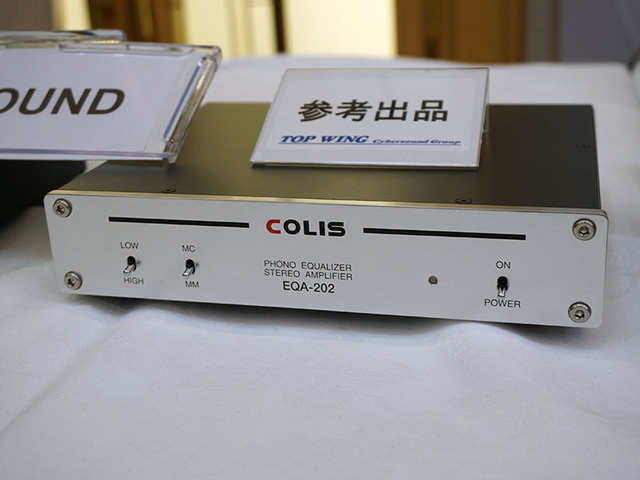 OUND
参考出品
TOP WING Cybersound Group
COLIS
LOW
HIGH
MC
MM
PHONO EQUALIZER
STEREO AMPLIFIER
EQA-202
ON
POWER